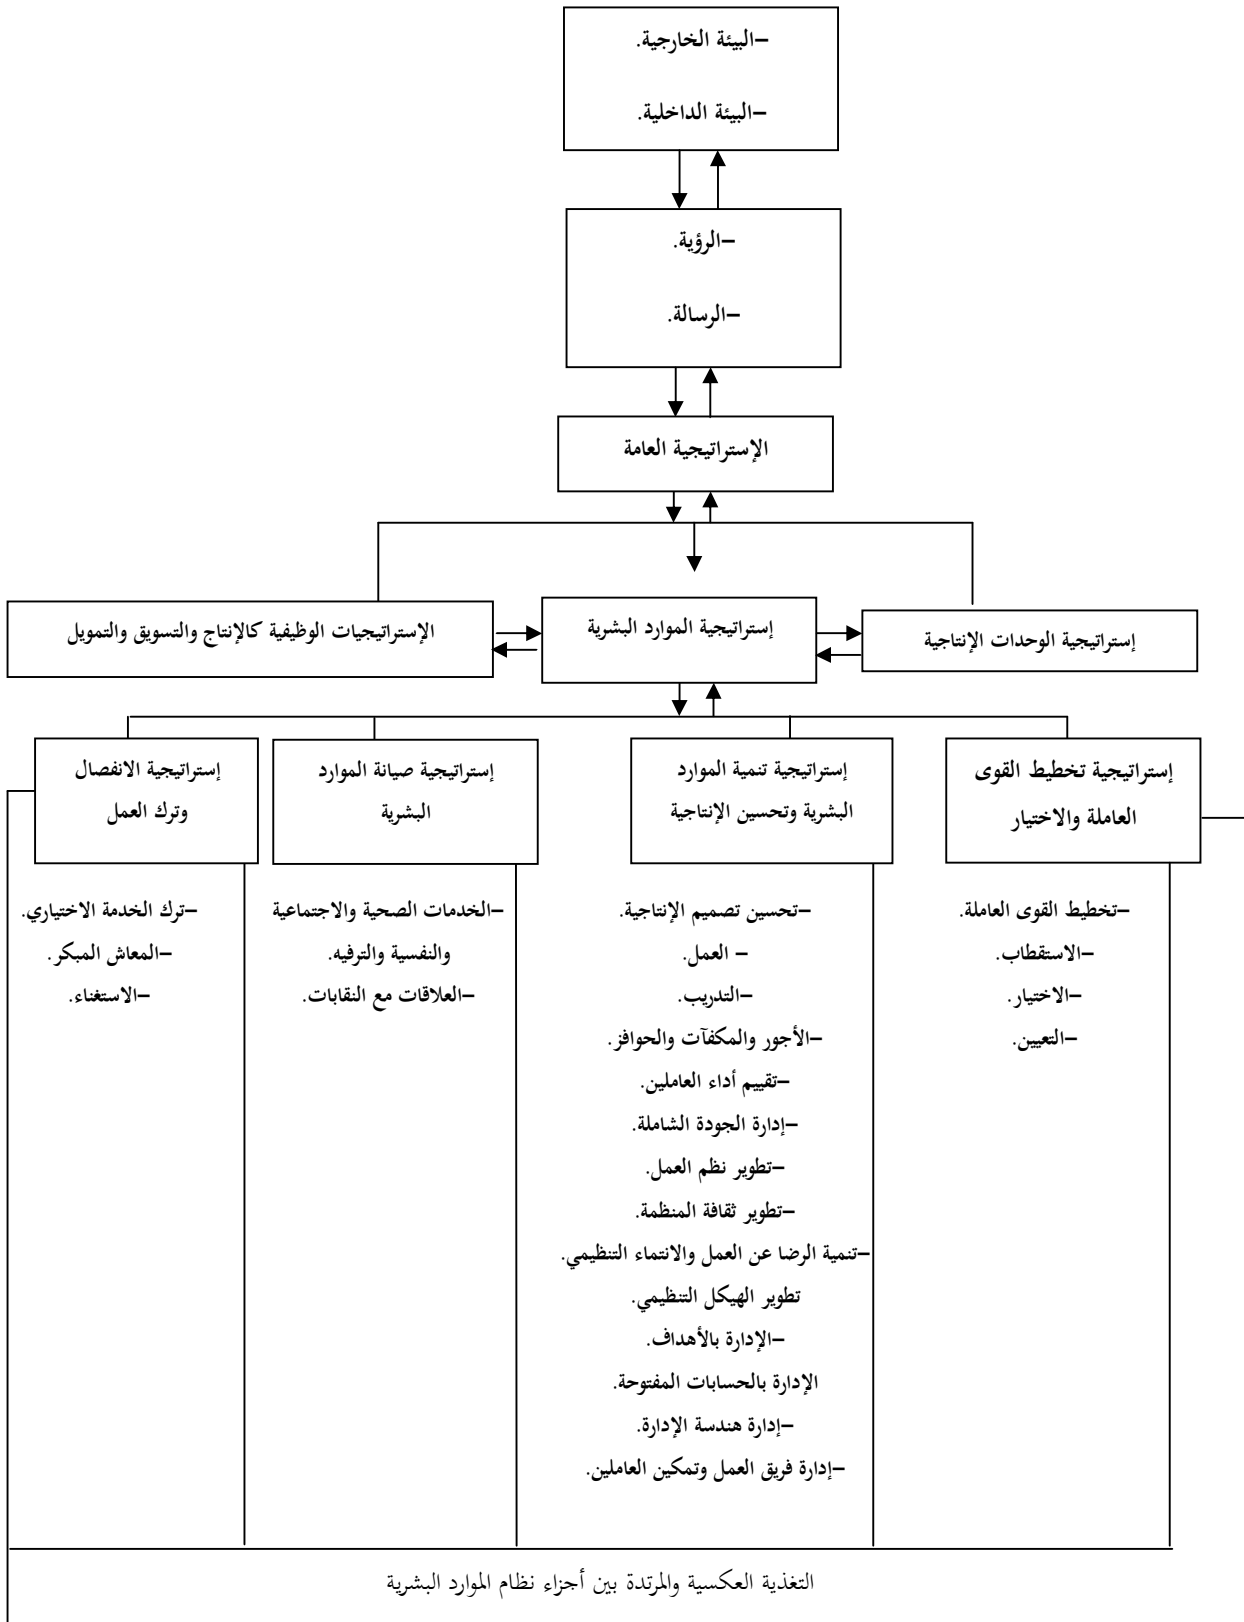 –البيئة الخارجية.
–البيئة الداخلية.
–الرؤية.
–الرسالة.
الإستراتيجية العامة
إستراتيجية الوحدات الإنتاجية
إستراتيجية الموارد البشرية
الإستراتيجيات الوظيفية كالإنتاج والتسويق والتمويل
إستراتيجية تخطيط القوى
العاملة والاختيار
إستراتيجية تنمية الموارد
البشرية وتحسين الإنتاجية
إستراتيجية صيانة الموارد
البشرية
إستراتيجية الانفصال
وترك العمل
–تخطيط القوى العاملة.
–الاستقطاب.
–الاختيار.
–التعيين.
–تحسين تصميم الإنتاجية.
– العمل.
–التدريب.
–الأجور والمكفآت والحوافز.
–تقييم أداء العاملين.
–إدارة الجودة الشاملة.
–تطوير نظم العمل.
–تطوير ثقافة المنظمة.
–تنمية الرضا عن العمل والانتماء التنظيمي.
تطوير الهيكل التنظيمي.
–الإدارة بالأهداف.
الإدارة بالحسابات المفتوحة.
–إدارة هندسة الإدارة.
–إدارة فريق العمل وتمكين العاملين.
–الخدمات الصحية والاجتماعية
والنفسية والترفيه.
–العلاقات مع النقابات.
–ترك الخدمة الاختياري.
–المعاش المبكر.
–الاستغناء.
التغذية العكسية والمرتدة بين أجزاء نظام الموارد البشرية